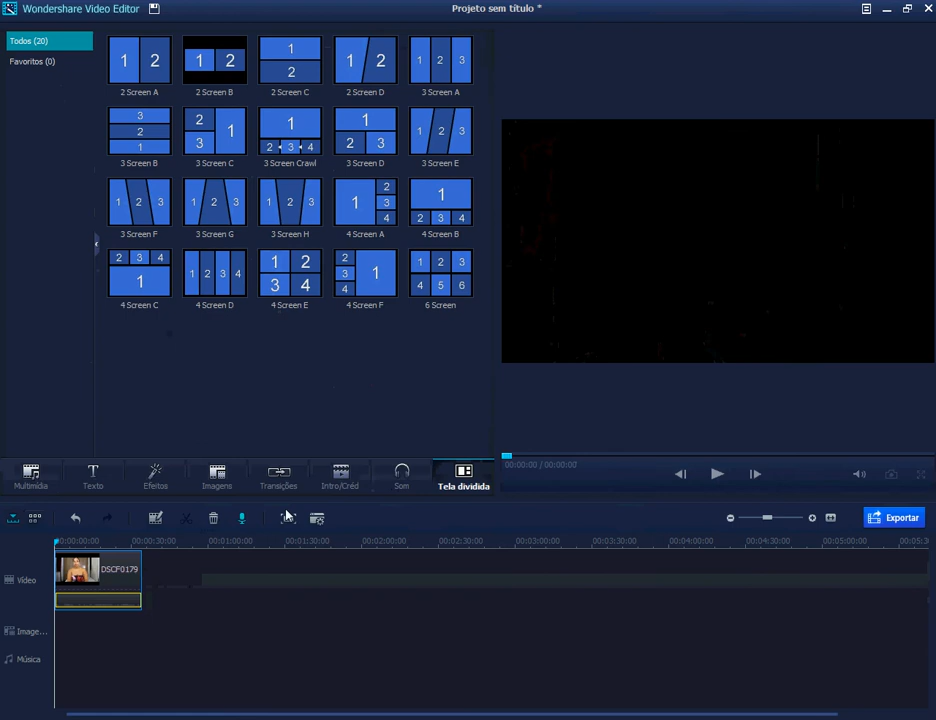 Wondershare Video Editor
Projeto sem título *
Todos (20)
Favoritos (0)
1 2
1 2
1
2
1 2
1 2 3
2 Screen A
2 Screen B
2 Screen C
2 Screen D
3 Screen A
3
2
1
2
3
1
1
2 3 4
1
2 3
1 2 3
3 Screen B
3 Screen C
3 Screen Crawl
3 Screen D
3 Screen E
1 2 3
1 2 3
1 2 3
1
2
3
4
1
2 3 4
3 Screen F
3 Screen G
3 Screen H
4 Screen A
4 Screen B
2 3 4
1
1 2 3 4
1 2
3 4
2
3
4
1
1 2 3
4 5 6
4 Screen C
4 Screen D
4 Screen E
4 Screen F
6 Screen
00:00:00 / 00:00:00
Multimídia
Texto
Efeitos
Imagens
Transições
Intro/Créd
Som
Tela dividida
Exportar
00:00:00:00
00:00:30:00
00:01:00:00
00:01:30:00
00:02:00:00
00:02:30:00
00:03:00:00
00:03:30:00
00:04:00:00
00:04:30:00
00:05:00:00
00:05:30
DSCF0179
Vídeo
Image...
Música